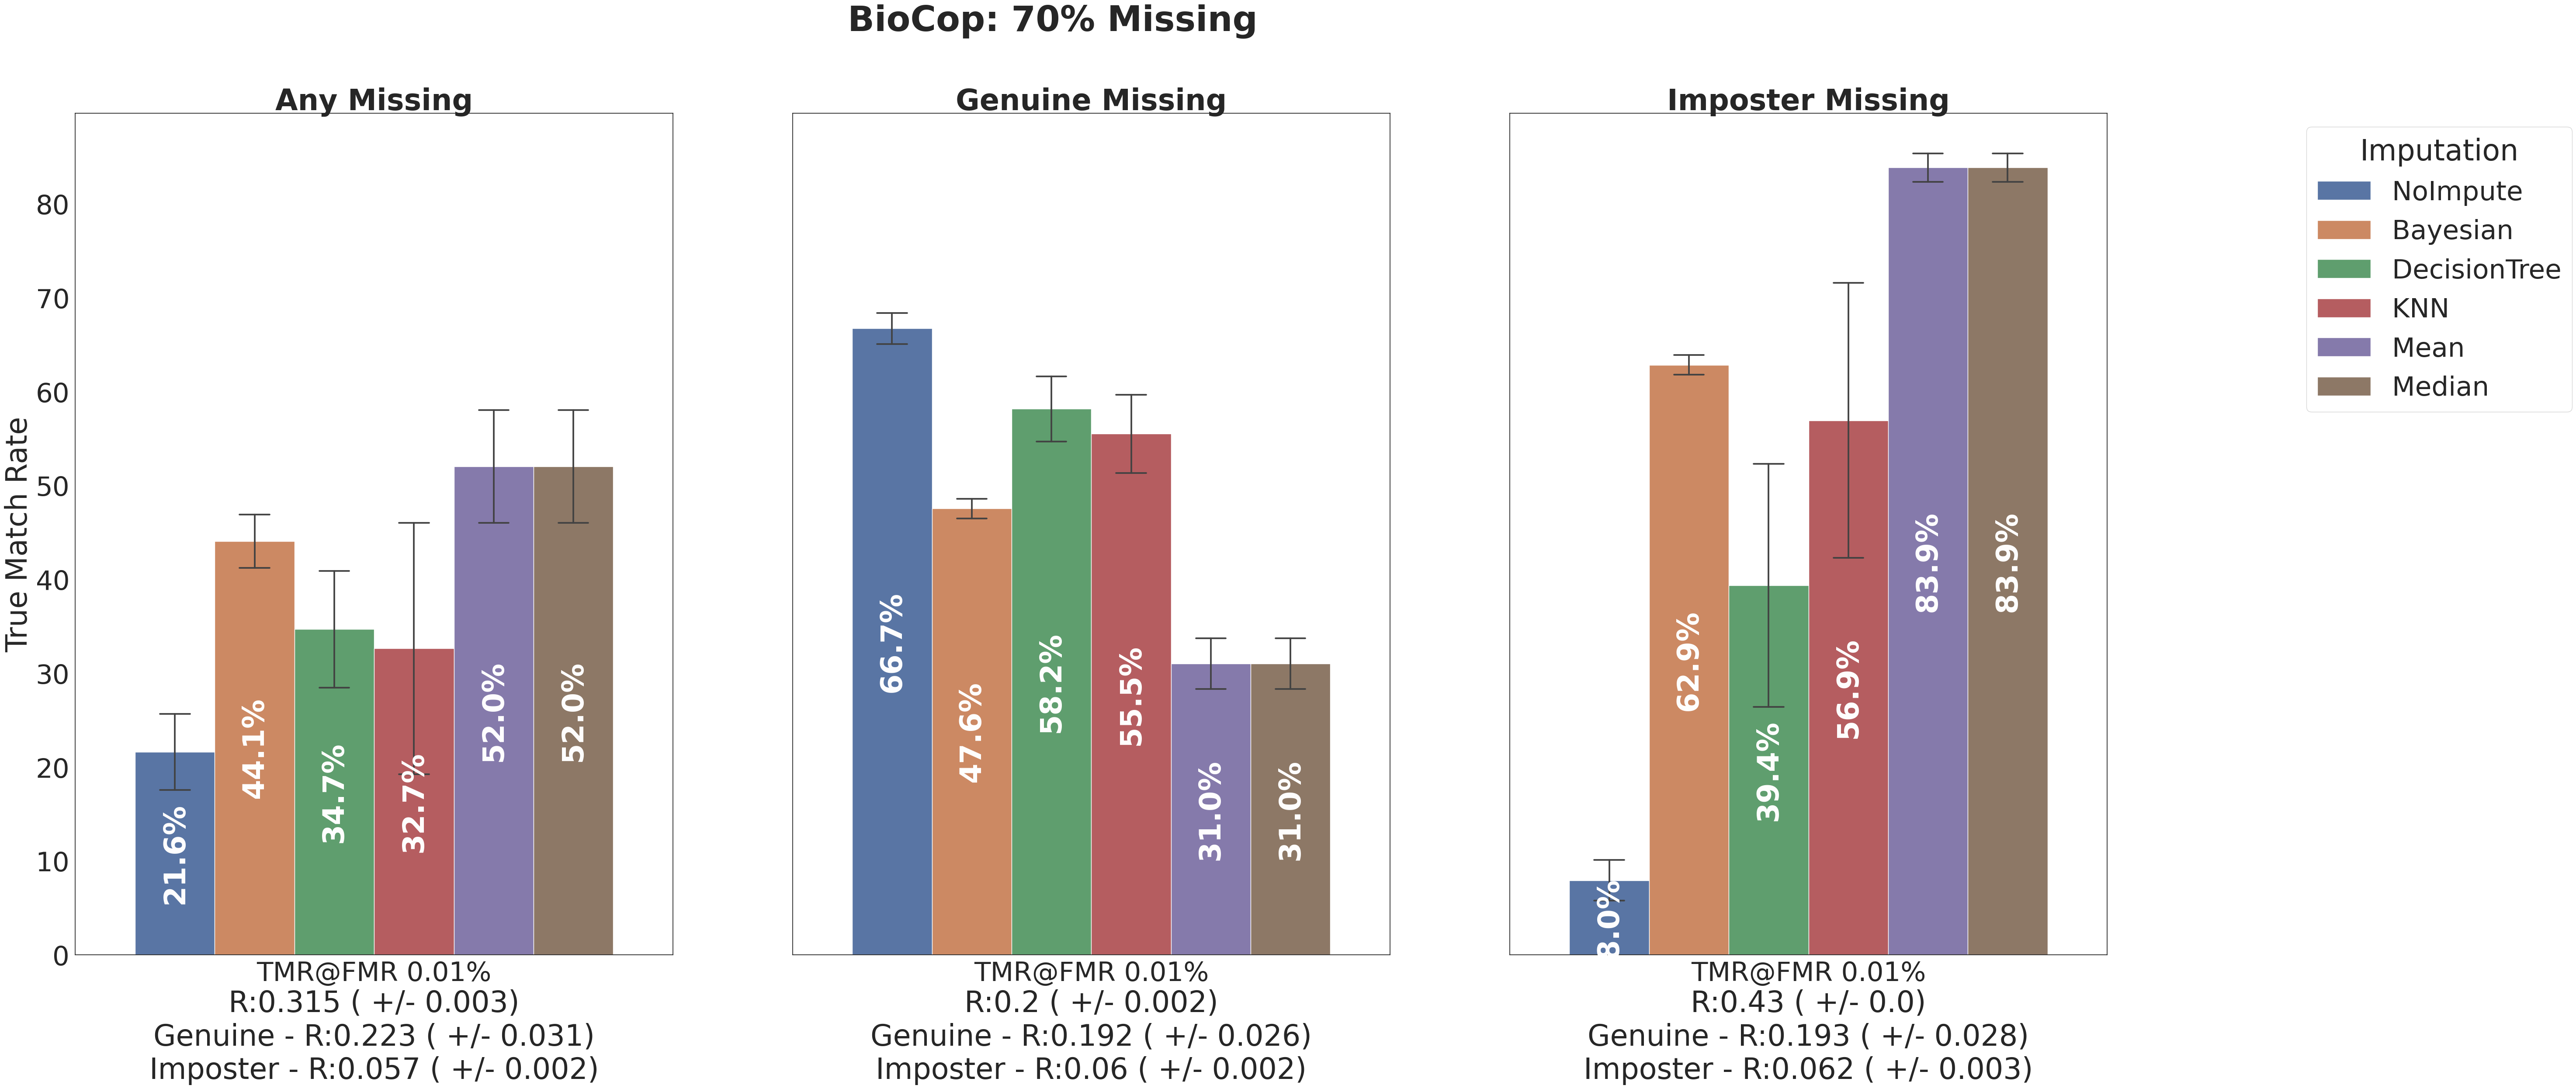 BioCop: 70% Missing
Any Missing
Genuine Missing
Imposter Missing
True Match Rate
80
70
60
50
40
30
20
10
0
21.6%
44.1%
34.7%
32.7%
52.0%
52.0%
66.7%
47.6%
58.2%
55.5%
31.0%
31.0%
8.0%
62.9%
39.4%
56.9%
83.9%
83.9%
TMR@FMR 0.01%
R:0.315 ( +/- 0.003)
Genuine - R:0.223 ( +/- 0.031)
Imposter - R:0.057 ( +/- 0.002)
TMR@FMR 0.01%
R:0.2 ( +/- 0.002)
Genuine - R:0.192 ( +/- 0.026)
Imposter - R:0.06 ( +/- 0.002)
TMR@FMR 0.01%
R:0.43 ( +/- 0.0)
Genuine - R:0.193 ( +/- 0.028)
Imposter - R:0.062 ( +/- 0.003)
Imputation
NoImpute
Bayesian
DecisionTree
KNN
Mean
Median